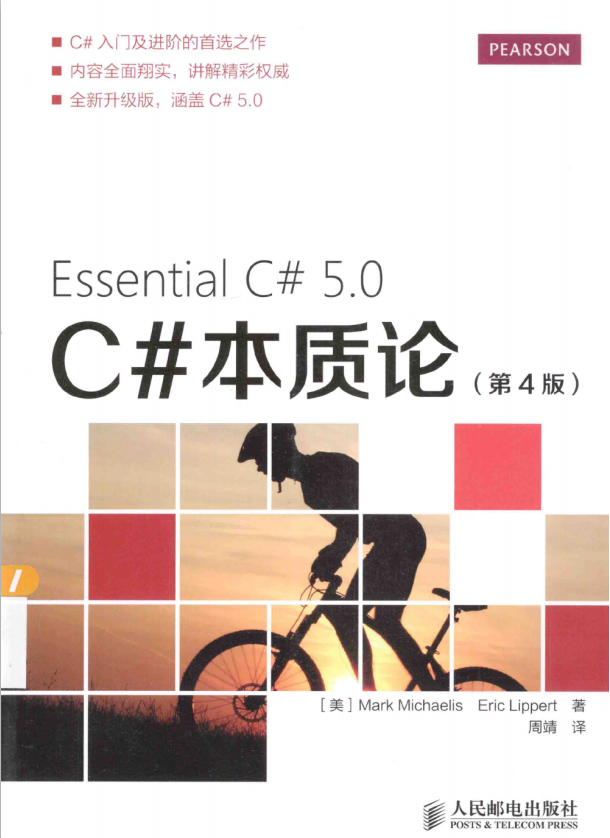 ■ C# 入门及进阶的首选之作
■ 内容全面翔实，讲解精彩权威
■ 全新升级版，涵盖 C# 5.0
PEARSON
Essential C# 5.0
C#本质论（第4版）
[美] Mark Michaelis Eric Lippert 著
周靖 译
人民邮电出版社
POSTS & TELECOM PRESS